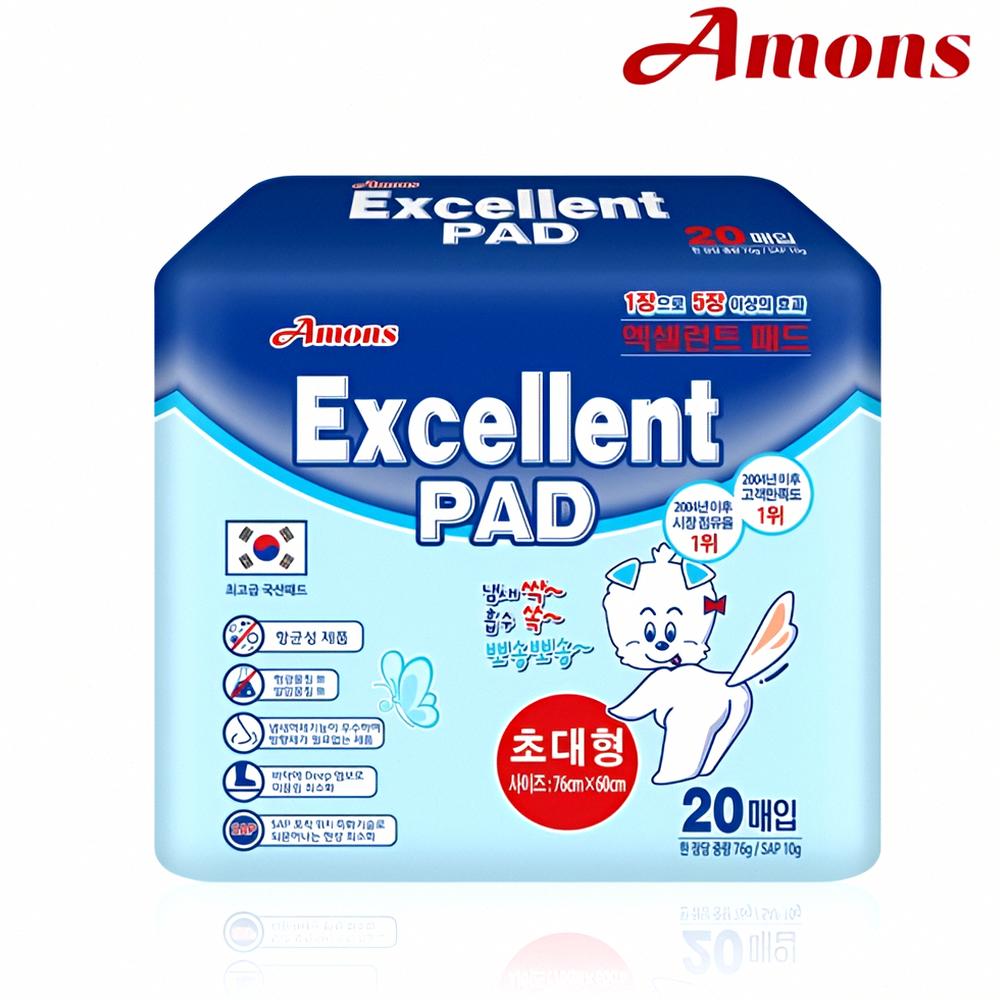 Amons
Amons
Excellent
PAD
20 매입
1장으로 5장 이상의 효과
엑셀런트 패드
Amons
Excellent
PAD
2004년 이후
고객만족도
1위
2004년 이후
시장 점유율
1위
최고급 국산패드
냄새 싹~
흡수 쏙~
뽀송뽀송~
항균성 제품
초대형
사이즈 : 76cm×60cm
SAP
20매입
한 장당 중량 76g / SAP 10g